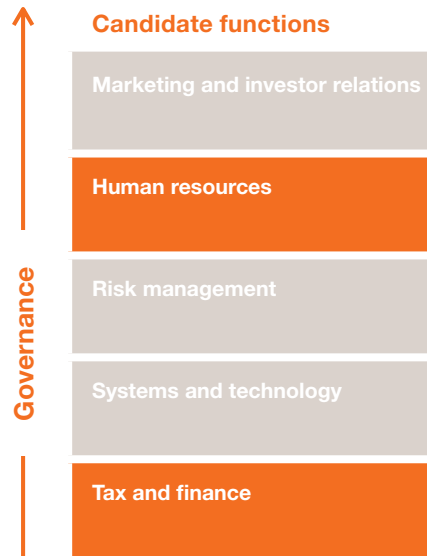 Candidate functions
Marketing and investor relations
Human resources
Risk management
Systems and technology
Tax and finance
Governance